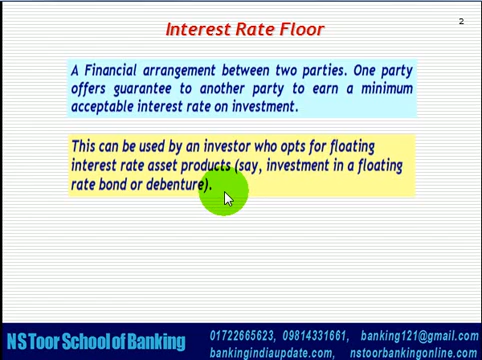 2
Interest Rate Floor
A Financial arrangement between two parties. One party
offers guarantee to another party to earn a minimum
acceptable interest rate on investment.
This can be used by an investor who opts for floating
interest rate asset products (say, investment in a floating
rate bond or debenture).
NS Toor School of Banking
01722665623, 09814331661, banking121@gmail.com
bankingindiaupdate.com, nstoorbankingonline.com